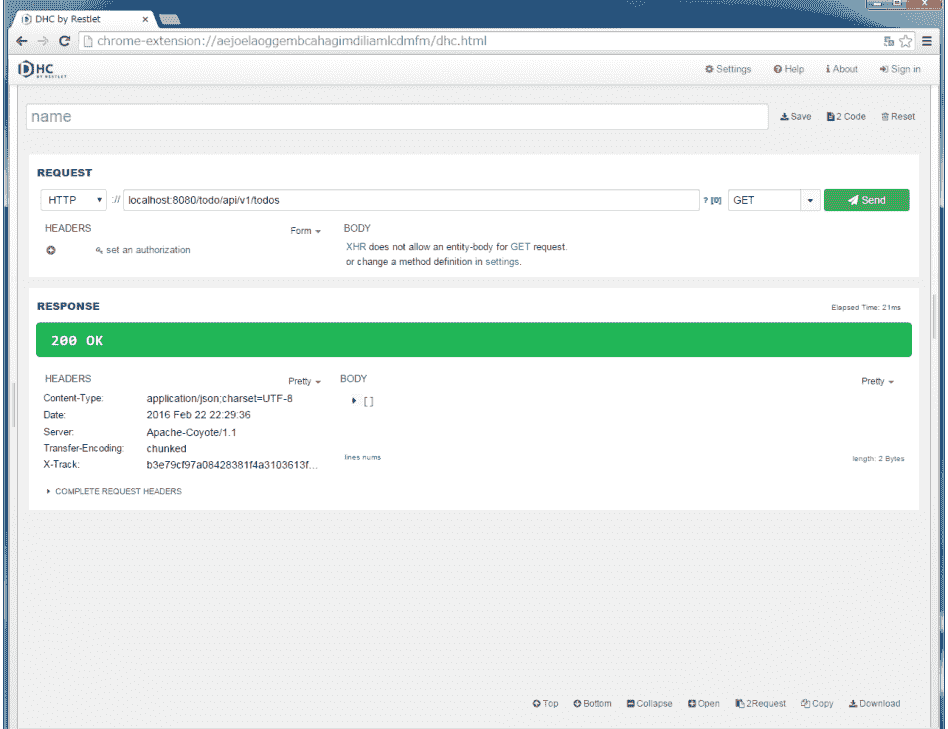 DHC by Restlet
chrome-extension://aejoelaoggembcahagimdiliamlcdmfm/dhc.html
DHC
BY RESTLET
Settings Help About Sign in
name Save 2 Code Reset
REQUEST
HTTP :// localhost:8080/todo/api/v1/todos ? [0] GET Send
HEADERS Form BODY
set an authorization XHR does not allow an entity-body for GET request.
or change a method definition in settings.
RESPONSE Elapsed Time: 21ms
200 OK
HEADERS Pretty BODY Pretty
Content-Type: application/json;charset=UTF-8 []
Date: 2016 Feb 22 22:29:36
Server: Apache-Coyote/1.1
Transfer-Encoding: chunked
X-Track: b3e79cf97a08428381f4a3103613f... lines nums length: 2 Bytes
COMPLETE REQUEST HEADERS
Top Bottom Collapse Open 2Request Copy Download